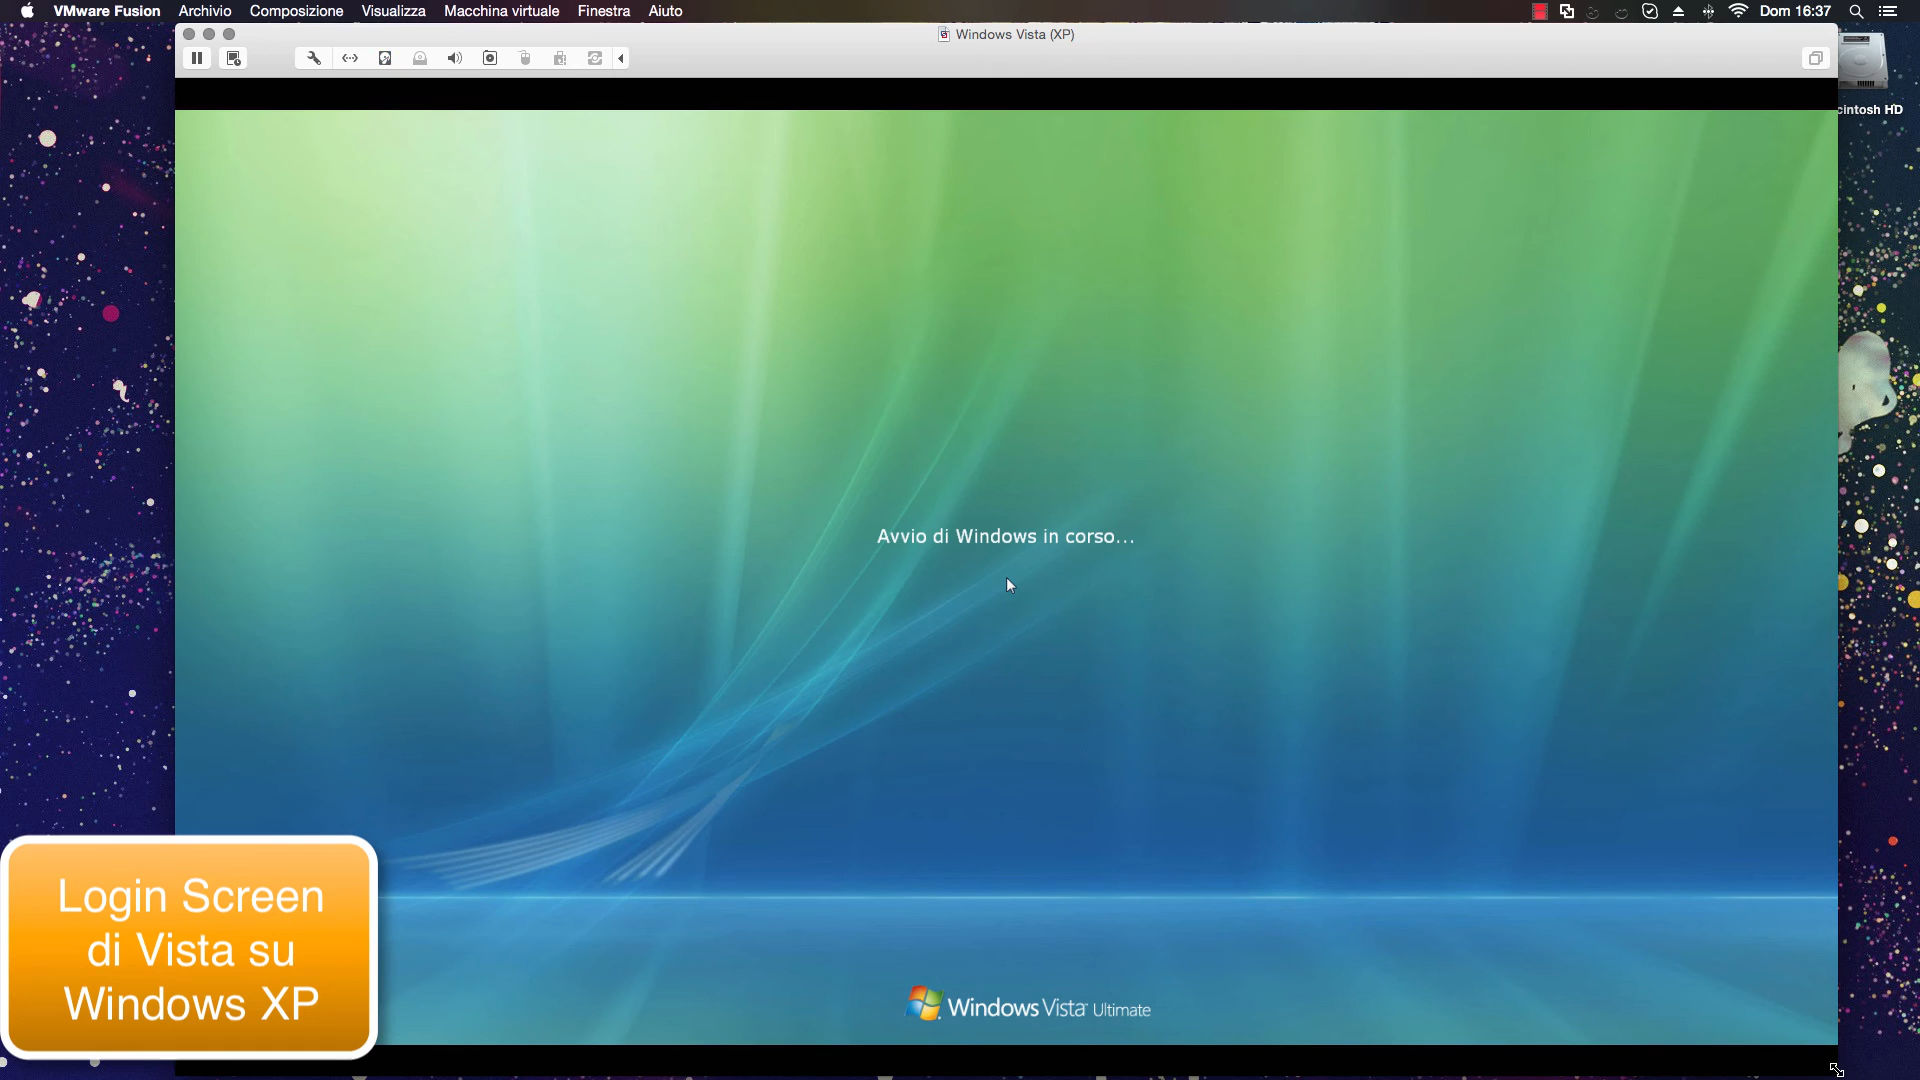 VMware Fusion Archivio Composizione Visualizza Macchina virtuale Finestra Aiuto Dom 16:37
Windows Vista (XP)
cintosh HD
Avvio di Windows in corso...
Login Screen
di Vista su
Windows XP
Windows Vista Ultimate